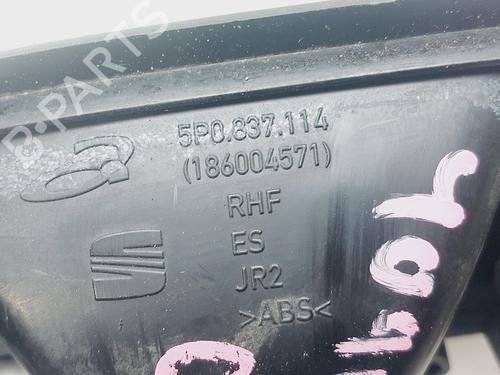 B-PARTS
5P0.837.114
(186004571)
RHF
ES
JR2
>ABS<